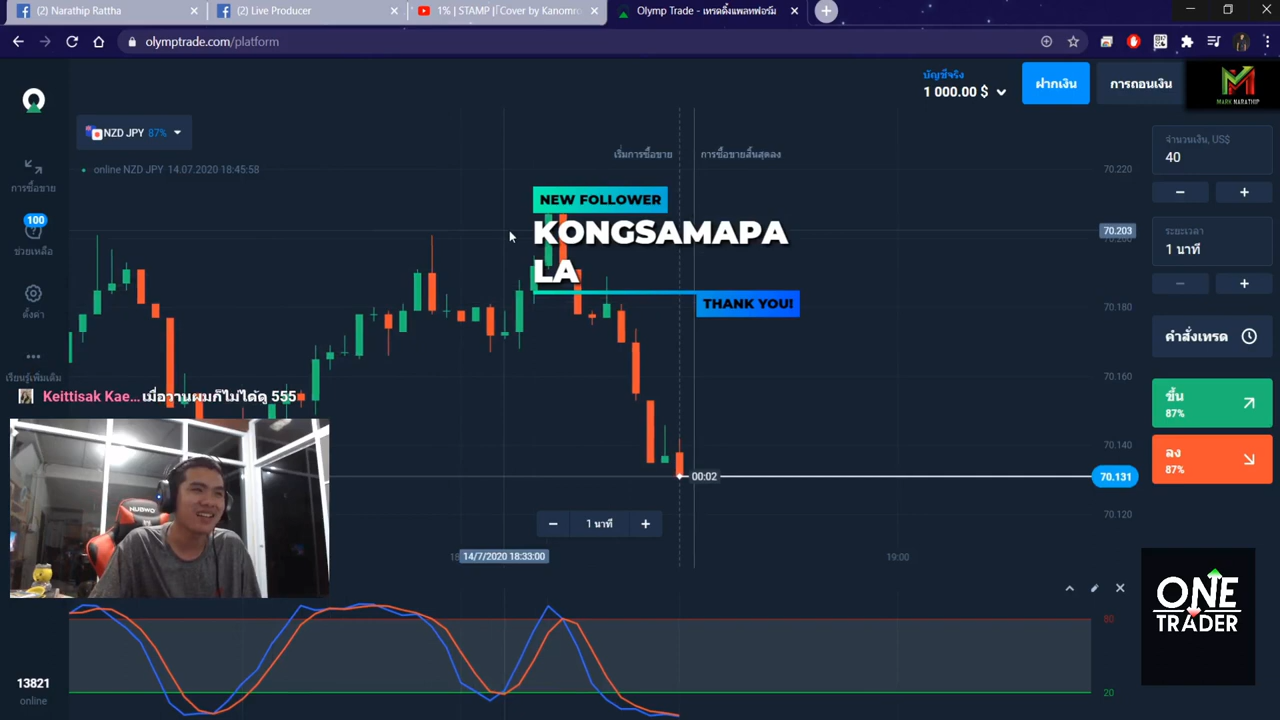 (2) Narathip Rattha
(2) Live Producer
1% | STAMP |「Cover by Kanomro
Olymp Trade - เทรดดิ้งแพลทฟอร์ม
olymptrade.com/platform
บัญชีจริง
1 000.00 $
ฝากเงิน
การถอนเงิน
MARK NARATHIP
NZD JPY 87%
online NZD JPY 14.07.2020 18:45:58
เริ่มการซื้อขาย
การซื้อขายสิ้นสุดลง
จำนวนเงิน, US$
40
70.220
การซื้อขาย
NEW FOLLOWER
KONGSAMAPA
LA
THANK YOU!
100
ช่วยเหลือ
70.203
ระยะเวลา
1 นาที
ตั้งค่า
70.180
คำสั่งเทรด
เรียนรู้เพิ่มเติม
70.160
Keittisak Kae... เมื่อวานผมก็ไม่ได้ดู 555
ขึ้น
87%
70.140
ลง
87%
00:02
70.131
NUBWO
70.120
1 นาที
14/7/2020 18:33:00
19:00
ONE
TRADER
80
20
13821
online